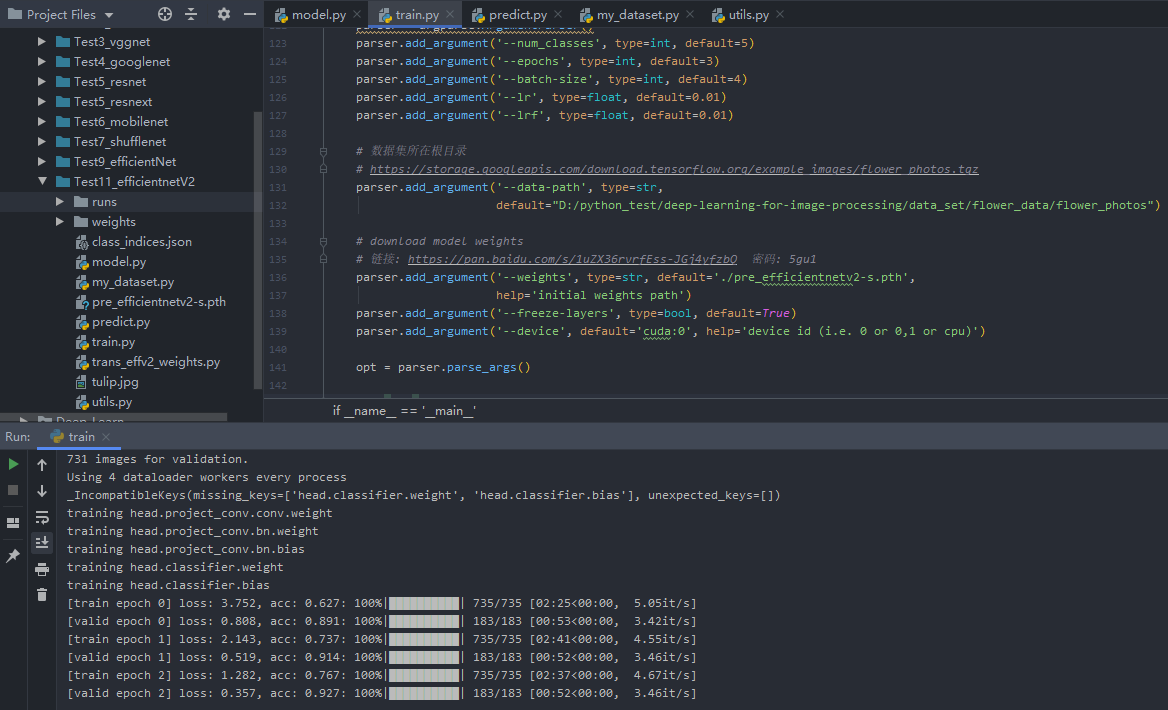 Project Files
model.py
train.py
predict.py
my_dataset.py
utils.py
Test3_vggnet
Test4_googlenet
Test5_resnet
Test5_resnext
Test6_mobilenet
Test7_shufflenet
Test9_efficientNet
Test11_efficientnetV2
runs
weights
class_indices.json
model.py
my_dataset.py
pre_efficientnetv2-s.pth
predict.py
train.py
trans_effv2_weights.py
tulip.jpg
utils.py
123 parser.add_argument('--num_classes', type=int, default=5)
124 parser.add_argument('--epochs', type=int, default=3)
125 parser.add_argument('--batch-size', type=int, default=4)
126 parser.add_argument('--lr', type=float, default=0.01)
127 parser.add_argument('--lrf', type=float, default=0.01)
128
129 # 数据集所在根目录
130 # https://storage.googleapis.com/download.tensorflow.org/example_images/flower_photos.tgz
131 parser.add_argument('--data-path', type=str,
132 default="D:/python_test/deep-learning-for-image-processing/data_set/flower_data/flower_photos")
133
134 # download model weights
135 # 链接: https://pan.baidu.com/s/1uZX36rvrfEss-JGj4yfzbQ 密码: 5gu1
136 parser.add_argument('--weights', type=str, default='./pre_efficientnetv2-s.pth',
137 help='initial weights path')
138 parser.add_argument('--freeze-layers', type=bool, default=True)
139 parser.add_argument('--device', default='cuda:0', help='device id (i.e. 0 or 0,1 or cpu)')
140
141 opt = parser.parse_args()
142
if __name__ == '__main__'
Run: train
731 images for validation.
Using 4 dataloader workers every process
_IncompatibleKeys(missing_keys=['head.classifier.weight', 'head.classifier.bias'], unexpected_keys=[])
training head.project_conv.conv.weight
training head.project_conv.bn.weight
training head.project_conv.bn.bias
training head.classifier.weight
training head.classifier.bias
[train epoch 0] loss: 3.752, acc: 0.627: 100%|██████████| 735/735 [02:25<00:00, 5.05it/s]
[valid epoch 0] loss: 0.808, acc: 0.891: 100%|██████████| 183/183 [00:53<00:00, 3.42it/s]
[train epoch 1] loss: 2.143, acc: 0.737: 100%|██████████| 735/735 [02:41<00:00, 4.55it/s]
[valid epoch 1] loss: 0.519, acc: 0.914: 100%|██████████| 183/183 [00:52<00:00, 3.46it/s]
[train epoch 2] loss: 1.282, acc: 0.767: 100%|██████████| 735/735 [02:37<00:00, 4.67it/s]
[valid epoch 2] loss: 0.357, acc: 0.927: 100%|██████████| 183/183 [00:52<00:00, 3.46it/s]